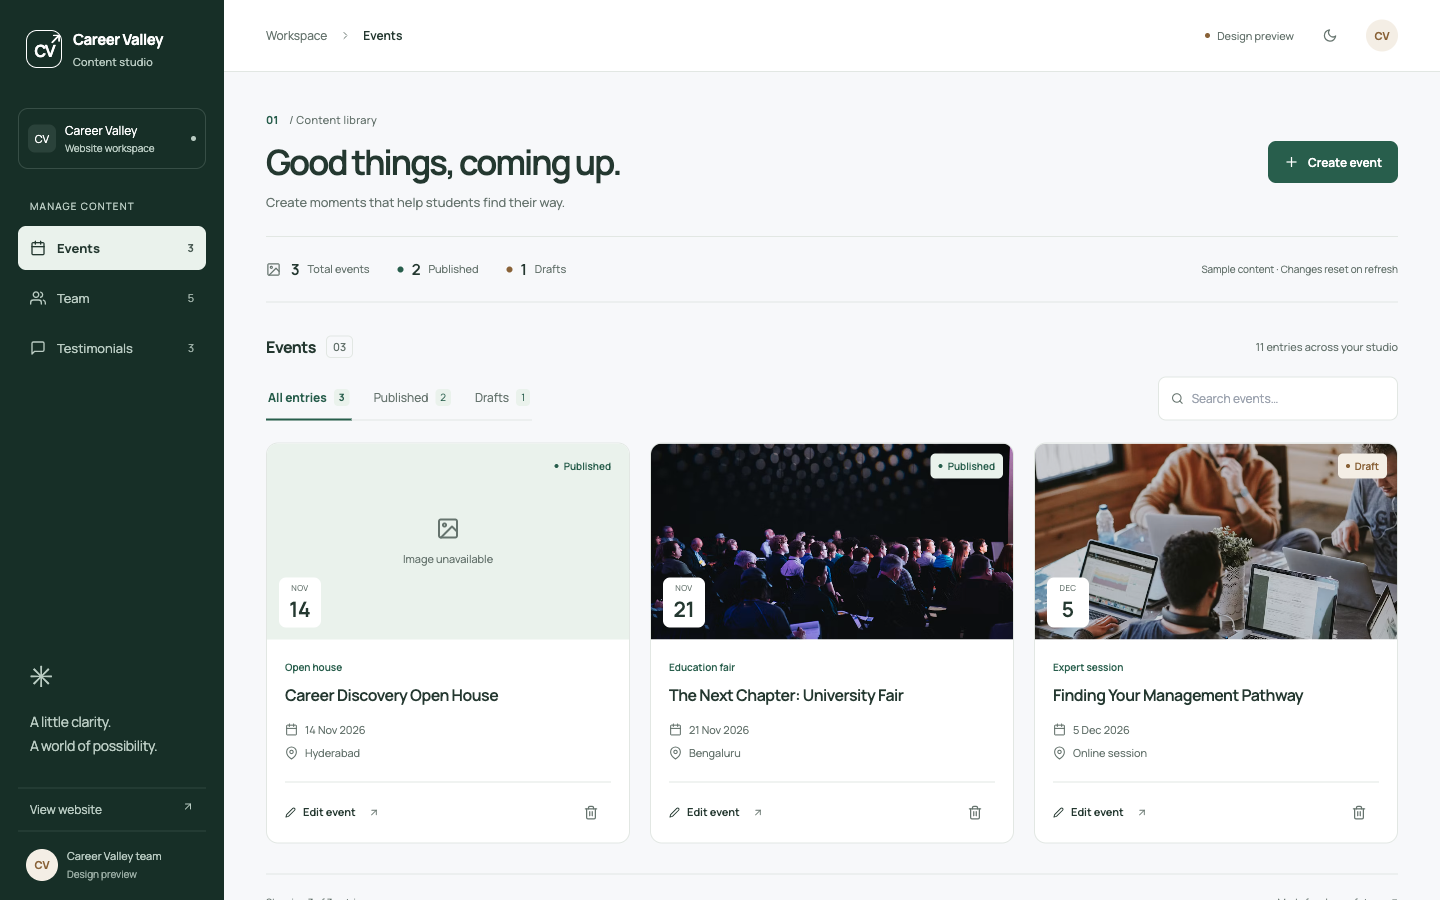 CV
Career Valley
Content studio
CV
Career Valley
Website workspace
MANAGE CONTENT
Events 3
Team 5
Testimonials 3
A little clarity.
A world of possibility.
View website
CV
Career Valley team
Design preview
Workspace Events
Design preview
CV
01 / Content library
Good things, coming up.
Create moments that help students find their way.
Create event
3 Total events 2 Published 1 Drafts
Sample content · Changes reset on refresh
Events 03
11 entries across your studio
All entries 3 Published 2 Drafts 1
Search events...
Published
Image unavailable
NOV
14
Open house
Career Discovery Open House
14 Nov 2026
Hyderabad
Edit event
Published
NOV
21
Education fair
The Next Chapter: University Fair
21 Nov 2026
Bengaluru
Edit event
Draft
DEC
5
Expert session
Finding Your Management Pathway
5 Dec 2026
Online session
Edit event